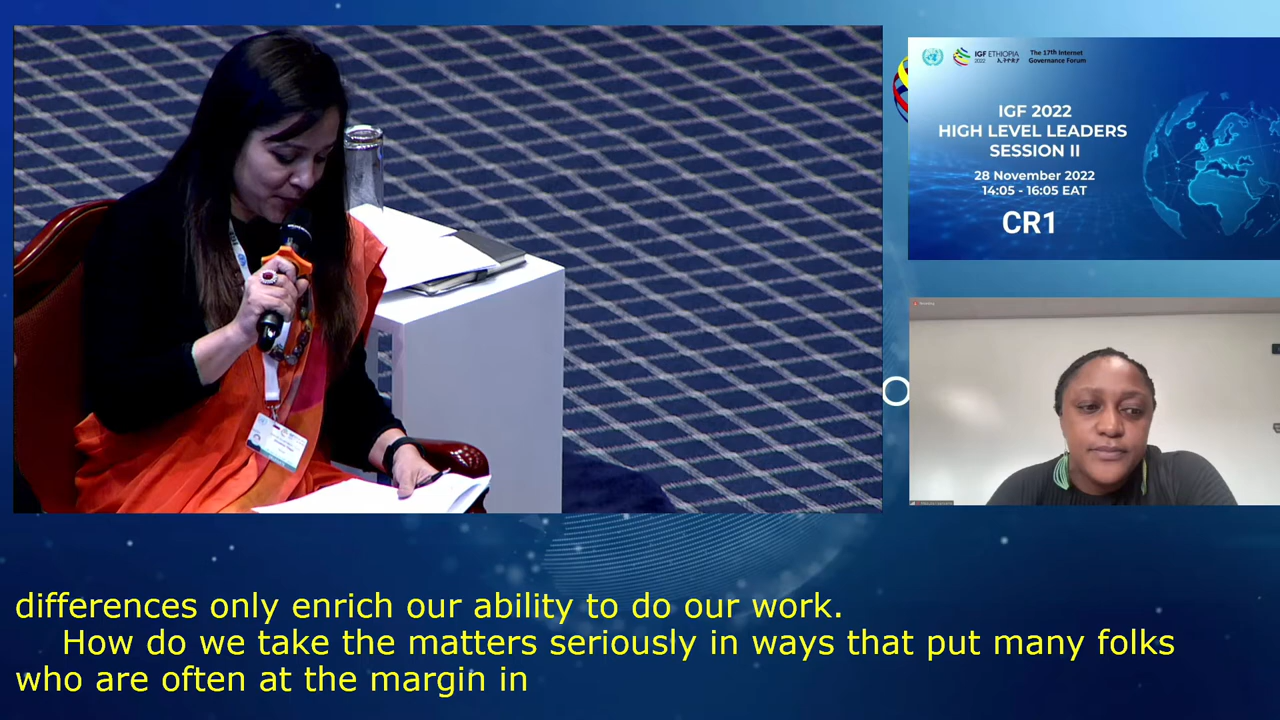 IGF ETHIOPIA
2022 ኢትዮጵያ
The 17th Internet
Governance Forum
IGF 2022
HIGH LEVEL LEADERS
SESSION II
28 November 2022
14:05 - 16:05 EAT
CR1
differences only enrich our ability to do our work.
How do we take the matters seriously in ways that put many folks
who are often at the margin in